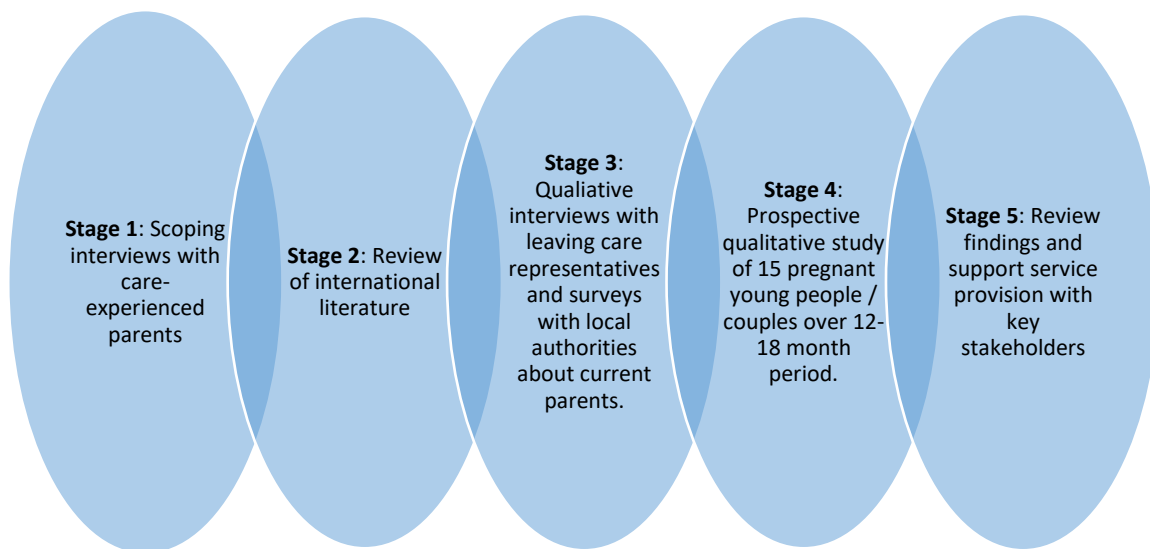 Stage 1: Scoping
interviews with
care-
experienced
parents
Stage 2: Review
of international
literature
Stage 3:
Qualiative
interviews with
leaving care
representatives
and surveys
with local
authorities
about current
parents.
Stage 4:
Prospective
qualitative study
of 15 pregnant
young people /
couples over 12-
18 month
period.
Stage 5: Review
findings and
support service
provision with
key
stakeholders